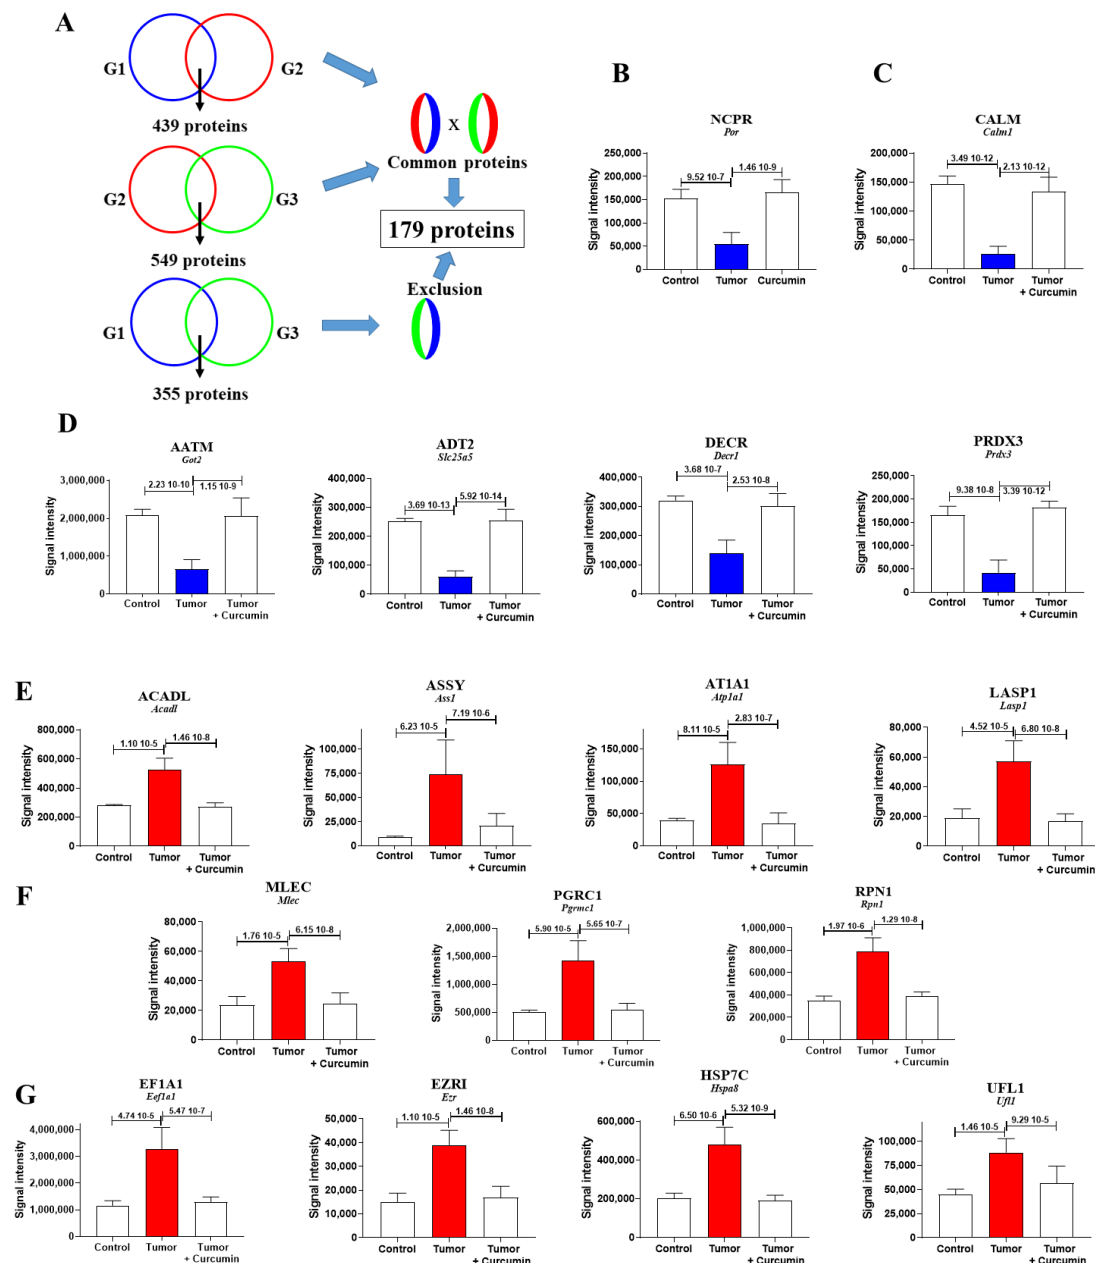 A
G1
G2
439 proteins
G2
G3
549 proteins
G1
G3
355 proteins
X
Common proteins
179 proteins
Exclusion
B
NCPR
Por
Signal intensity
200,000
150,000
100,000
50,000
0
9.52 10-7
1.46 10-9
Control
Tumor
Curcumin
C
CALM
Calm1
Signal intensity
200,000
150,000
100,000
50,000
0
3.49 10-12
2.13 10-12
Control
Tumor
Tumor
+ Curcumin
D
AATM
Got2
Signal intensity
3,000,000
2,000,000
1,000,000
0
2.23 10-10
1.15 10-9
Control
Tumor
Tumor
+ Curcumin
ADT2
Slc25a5
Signal Intensity
400,000
300,000
200,000
100,000
0
3.69 10-13
5.92 10-14
Control
Tumor
Tumor
+ Curcumin
DECR
Decr1
Signal intensity
400,000
300,000
200,000
100,000
0
3.68 10-7
2.53 10-8
Control
Tumor
Tumor
+ Curcumin
PRDX3
Prdx3
Signal intensity
200,000
150,000
100,000
50,000
0
9.38 10-8
3.39 10-12
Control
Tumor
Tumor
+ Curcumin
E
ACADL
Acadl
Signal intensity
800,000
600,000
400,000
200,000
0
1.10 10-5
1.46 10-8
Control
Tumor
Tumor
+ Curcumin
ASSY
Ass1
Signal intensity
100,000
75,000
50,000
25,000
0
6.23 10-5
7.19 10-6
Control
Tumor
Tumor
+ Curcumin
AT1A1
Atp1a1
Signal intensity
150,000
100,000
50,000
0
8.11 10-5
2.83 10-7
Control
Tumor
Tumor
+ Curcumin
LASP1
Lasp1
Signal intensity
80,000
60,000
40,000
20,000
0
4.52 10-5
6.80 10-8
Control
Tumor
Tumor
+ Curcumin
F
MLEC
Mlec
Signal intensity
80,000
60,000
40,000
20,000
0
1.76 10-5
6.15 10-8
Control
Tumor
Tumor
+ Curcumin
PGRC1
Pgrmc1
Signal intensity
2,000,000
1,500,000
1,000,000
500,000
0
5.90 10-5
5.65 10-7
Control
Tumor
Tumor
+ Curcumin
RPN1
Rpn1
Signal intensity
1,000,000
800,000
600,000
400,000
200,000
0
1.97 10-6
1.29 10-8
Control
Tumor
Tumor
+ Curcumin
G
EF1A1
Eef1a1
Signal intensity
4,000,000
3,000,000
2,000,000
1,000,000
0
4.74 10-5
5.47 10-7
Control
Tumor
Tumor
+ Curcumin
EZRI
Ezr
Signal intensity
50,000
40,000
30,000
20,000
10,000
0
1.10 10-5
1.46 10-8
Control
Tumor
Tumor
+ Curcumin
HSP7C
Hspa8
Signal intensity
600,000
400,000
200,000
0
6.50 10-6
5.32 10-9
Control
Tumor
Tumor
+ Curcumin
UFL1
Ufl1
Signal intensity
100,000
75,000
50,000
25,000
0
1.46 10-5
9.29 10-5
Control
Tumor
Tumor
+ Curcumin